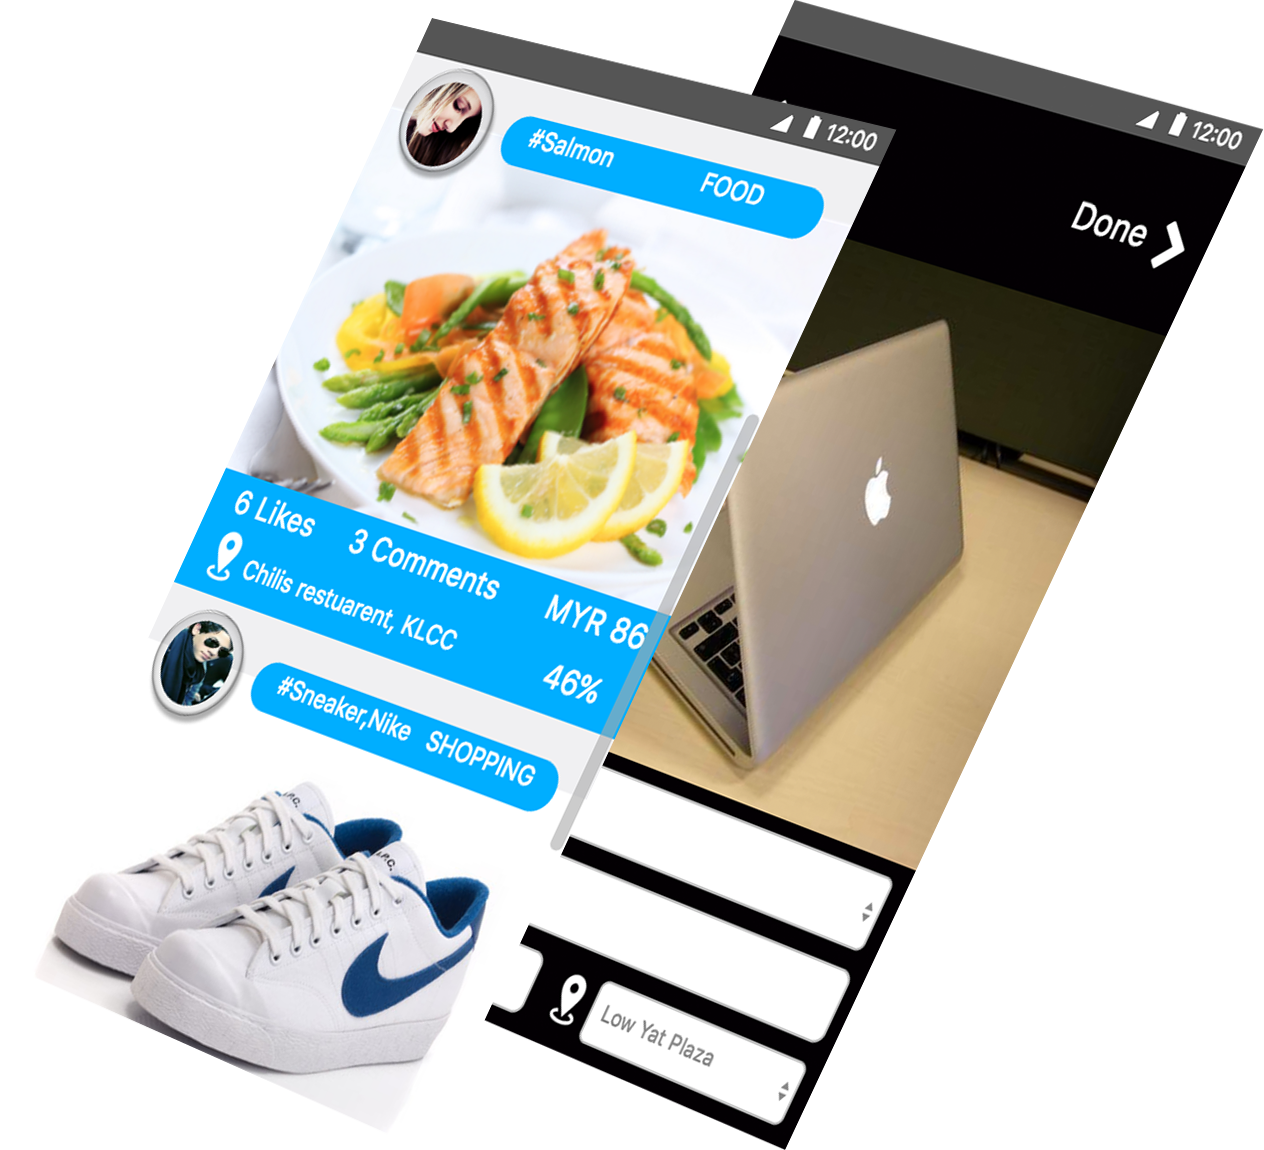 12:00
#Salmon
FOOD
6 Likes
3 Comments
MYR 86
Chilis restuarent, KLCC
46%
#Sneaker,Nike
SHOPPING
12:00
Done
Low Yat Plaza